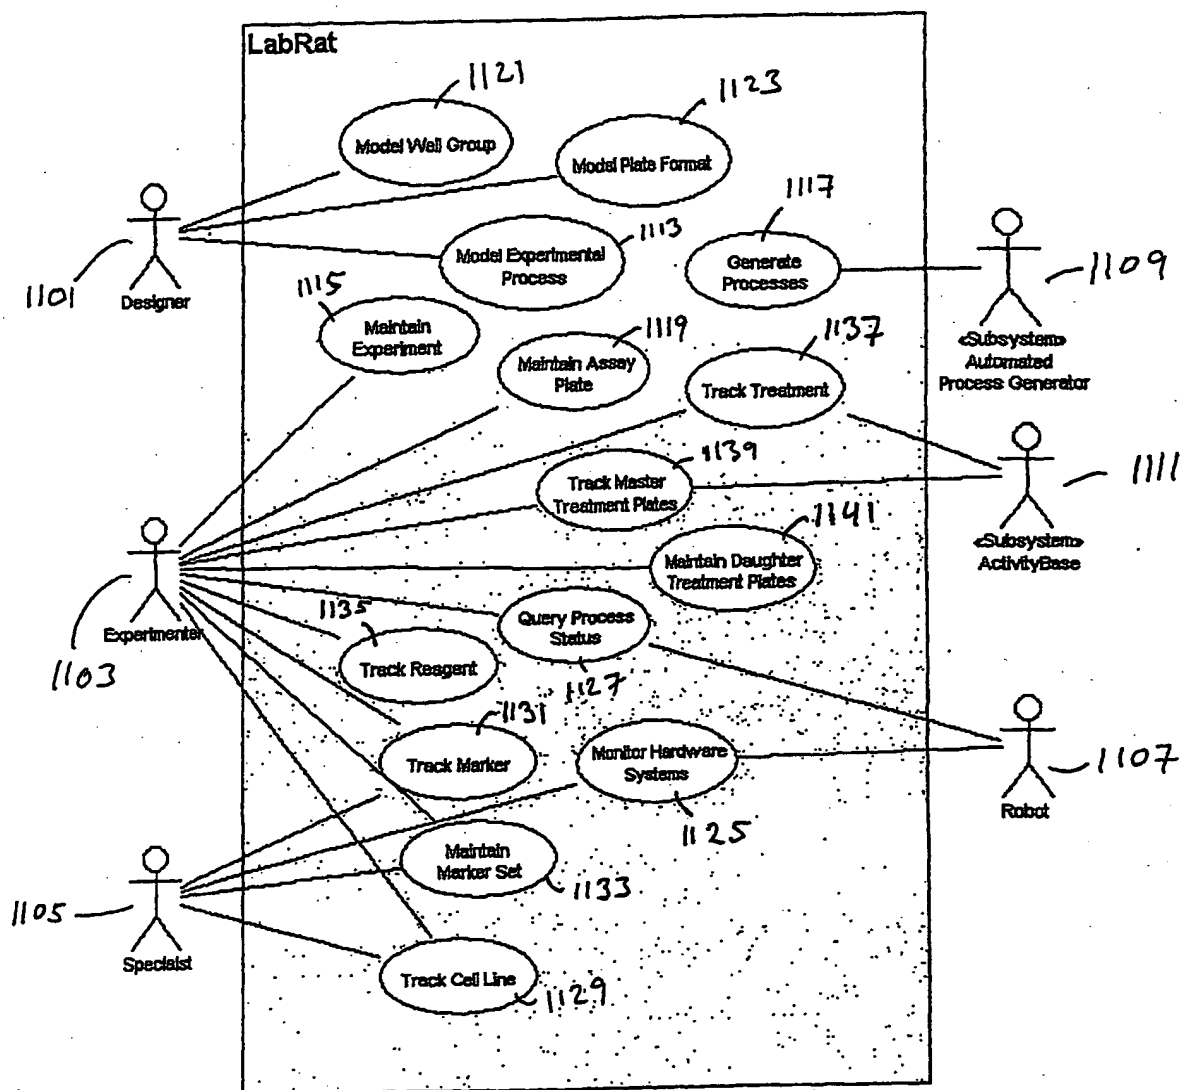 LabRat
1121
1123
Model Well Group
Model Plate Format
1117
1113
Model Experimental
Process
Generate
Processes
1101
Designer
1109
1115
Maintain
Experiment
1119
Maintain Assay
Plate
1137
Track Treatment
«Subsystem»
Automated
Process Generator
1139
Track Master
Treatment Plates
1111
1141
Maintain Daughter
Treatment Plates
«Subsystem»
ActivityBase
1103
Experimenter
1135
Query Process
Status
Track Reagent
1127
1131
Track Marker
Monitor Hardware
Systems
1107
Robot
1125
Maintain
Marker Set
1133
1105
Specialst
Track Cell Line
1129